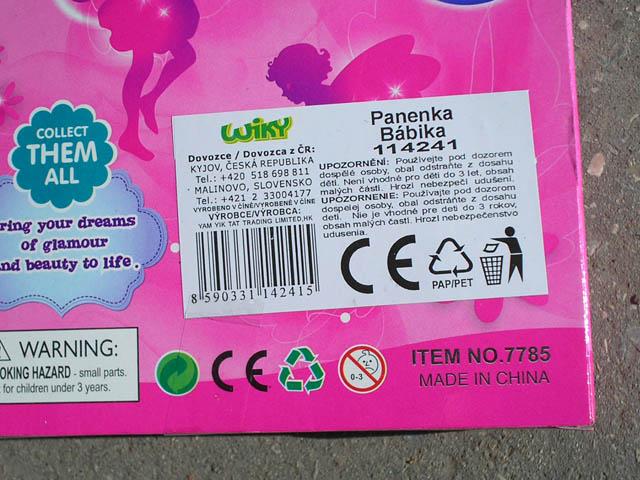 COLLECT
THEM
ALL
ring your dreams
of glamour
nd beauty to life.
WARNING:
OKING HAZARD - small parts.
for children under 3 years.
Wiky
Dovozce / Dovozca z ČR:
KYJOV, ČESKÁ REPUBLIKA
Tel.: +420 518 698 811
MALINOVO, SLOVENSKO
Tel.: +421 2 33004177
VYROBENO V ČÍNĚ/VYROBENÉ V ČÍNE
VÝROBCE/VÝROBCA:
YAM YIK TAT TRADING LIMITED,HK
8 590331 142415
Panenka
Bábika
114241
UPOZORNĚNÍ: Používejte pod dozorem
dospělé osoby, obal odstraňte z dosahu
dětí. Není vhodné pro děti do 3 let, obsah
malých částí. Hrozí nebezpečí udušení.
UPOZORNENIE: Používajte pod dozorom
dospelej osoby, obal odstráňte z dosahu
detí. Nie je vhodné pre deti do 3 rokov,
obsah malých častí. Hrozí nebezpečenstvo
udusenia.
CE
PAP/PET
CE
0-3
ITEM NO.7785
MADE IN CHINA